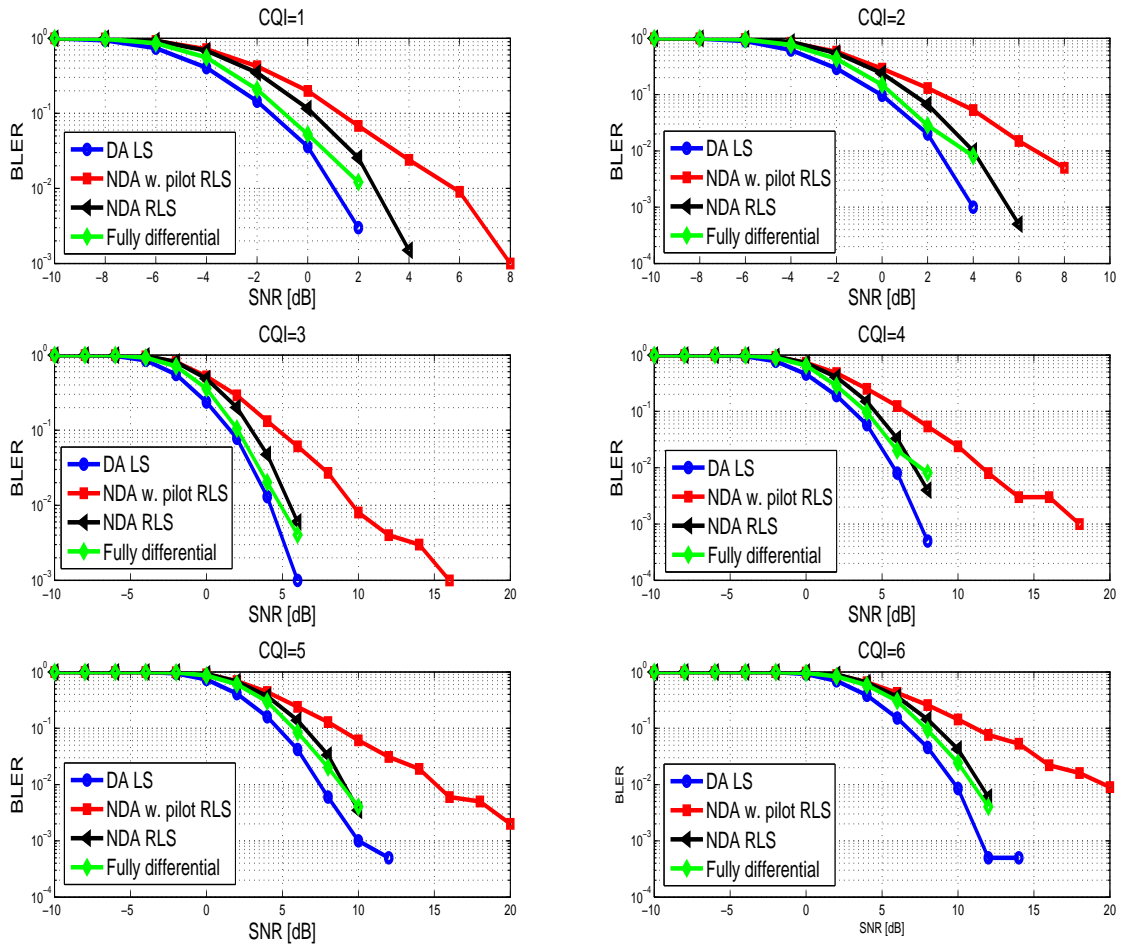 CQI=1
10^0
10^-1
10^-2
10^-3
BLER
DA LS
NDA w. pilot RLS
NDA RLS
Fully differential
-10 -8 -6 -4 -2 0 2 4 6 8
SNR [dB]
CQI=2
10^0
10^-1
10^-2
10^-3
10^-4
BLER
DA LS
NDA w. pilot RLS
NDA RLS
Fully differential
-10 -8 -6 -4 -2 0 2 4 6 8 10
SNR [dB]
CQI=3
10^0
10^-1
10^-2
10^-3
BLER
DA LS
NDA w. pilot RLS
NDA RLS
Fully differential
-10 -5 0 5 10 15 20
SNR [dB]
CQI=4
10^0
10^-1
10^-2
10^-3
10^-4
BLER
DA LS
NDA w. pilot RLS
NDA RLS
Fully differential
-10 -5 0 5 10 15 20
SNR [dB]
CQI=5
10^0
10^-1
10^-2
10^-3
10^-4
BLER
DA LS
NDA w. pilot RLS
NDA RLS
Fully differential
-10 -5 0 5 10 15 20
SNR [dB]
CQI=6
10^0
10^-1
10^-2
10^-3
10^-4
BLER
DA LS
NDA w. pilot RLS
NDA RLS
Fully differential
-10 -5 0 5 10 15 20
SNR [dB]